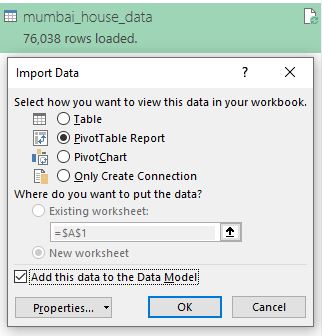 mumbai_house_data
76,038 rows loaded.
Import Data
?
Select how you want to view this data in your workbook.
Table
PivotTable Report
PivotChart
Only Create Connection
Where do you want to put the data?
Existing worksheet:
=$A$1
New worksheet
Add this data to the Data Model
Properties...
OK
Cancel